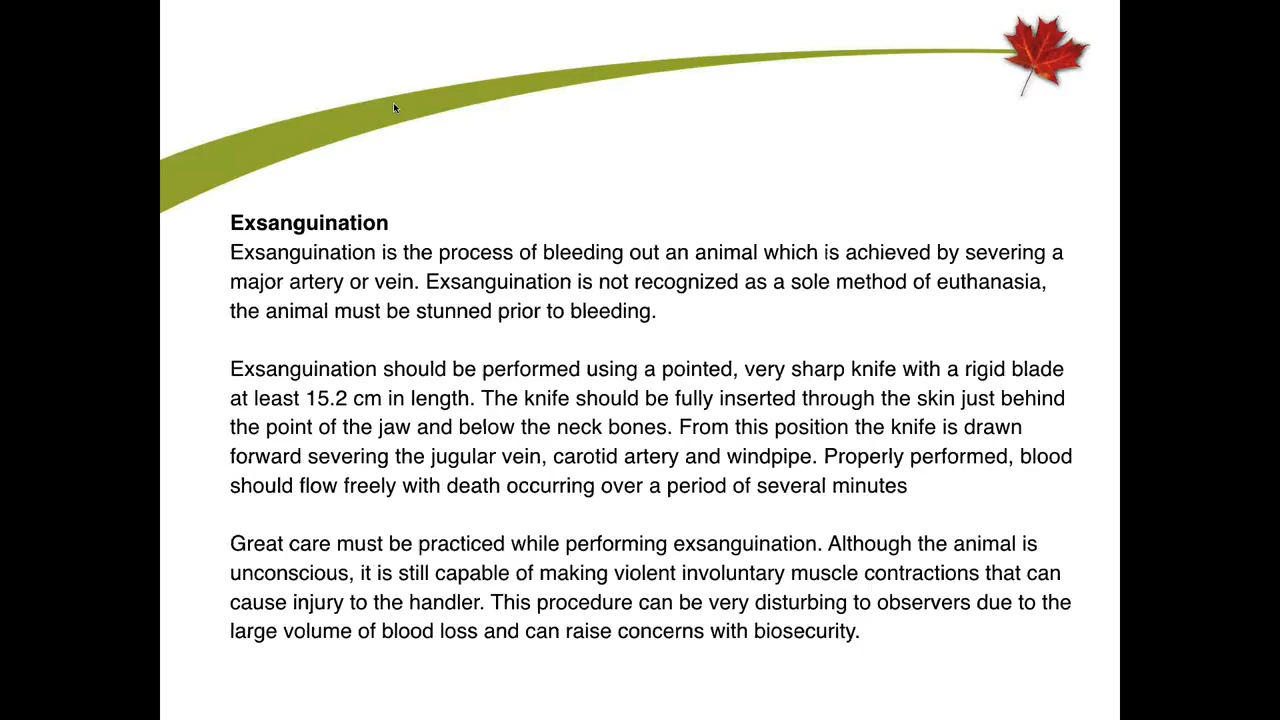 Exsanguination
Exsanguination is the process of bleeding out an animal which is achieved by severing a
major artery or vein. Exsanguination is not recognized as a sole method of euthanasia,
the animal must be stunned prior to bleeding.
Exsanguination should be performed using a pointed, very sharp knife with a rigid blade
at least 15.2 cm in length. The knife should be fully inserted through the skin just behind
the point of the jaw and below the neck bones. From this position the knife is drawn
forward severing the jugular vein, carotid artery and windpipe. Properly performed, blood
should flow freely with death occurring over a period of several minutes
Great care must be practiced while performing exsanguination. Although the animal is
unconscious, it is still capable of making violent involuntary muscle contractions that can
cause injury to the handler. This procedure can be very disturbing to observers due to the
large volume of blood loss and can raise concerns with biosecurity.